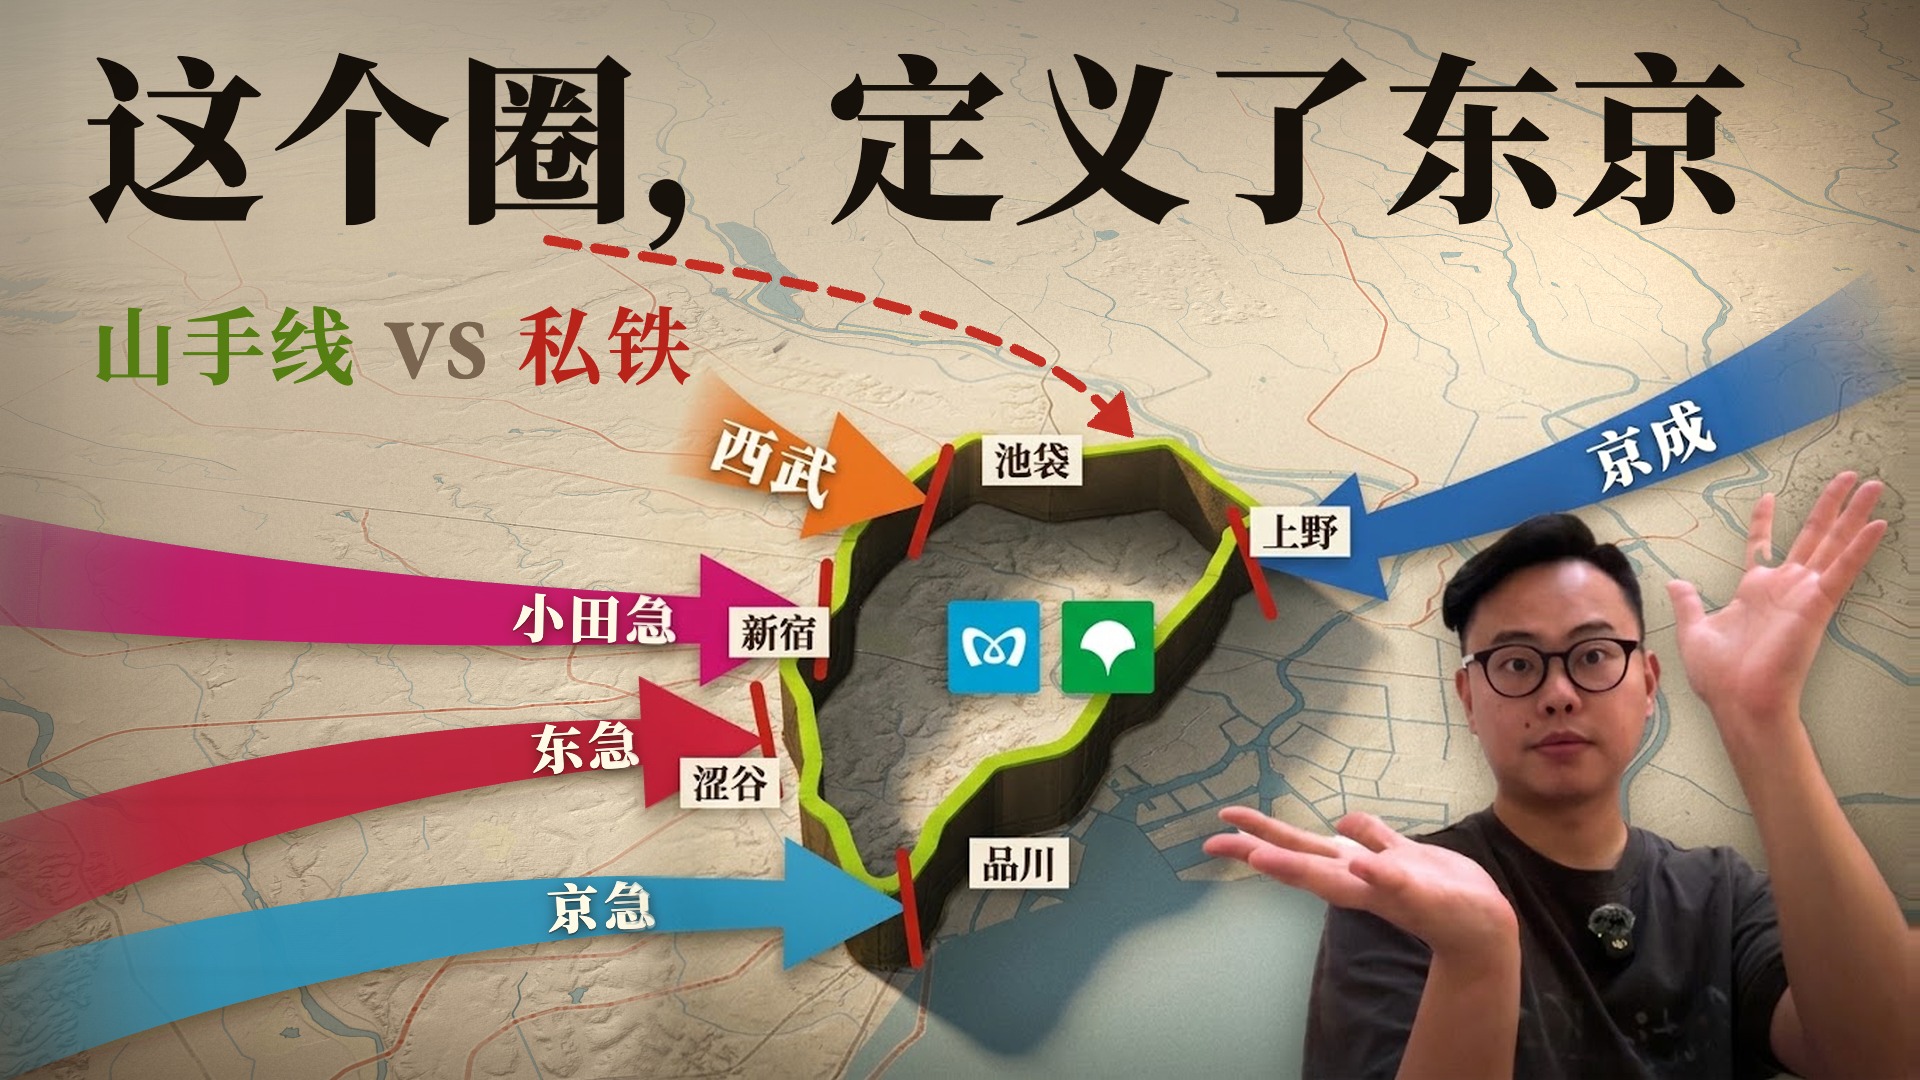 这个圈，定义了东京
山手线 VS 私铁
西武
池袋
京成
上野
小田急
新宿
东急
涩谷
京急
品川